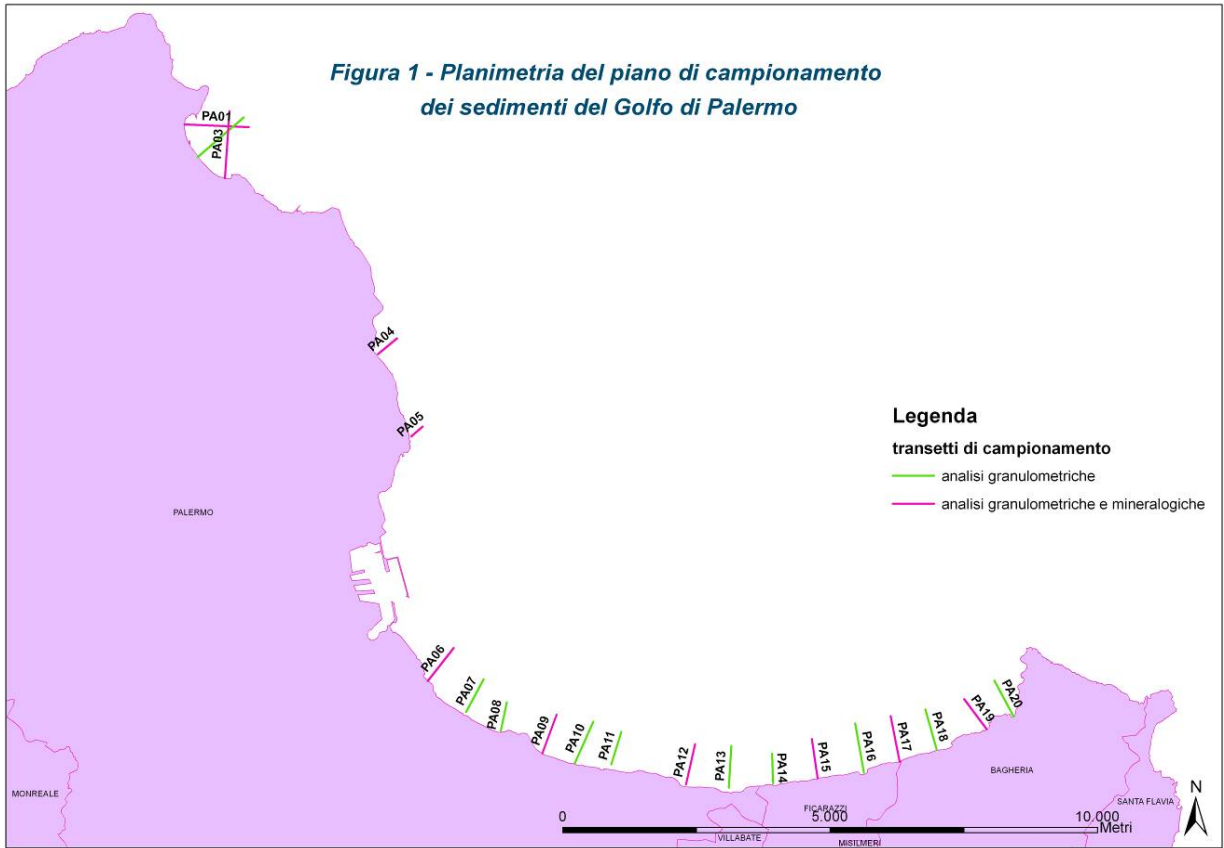 Figura 1 - Planimetria del piano di campionamento
dei sedimenti del Golfo di Palermo
PA01
PA03
PA04
PA05
Legenda
transetti di campionamento
analisi granulometriche
analisi granulometriche e mineralogiche
PALERMO
PA06
PA07
PA08
PA09
PA10
PA11
PA12
PA13
PA14
PA15
PA16
PA17
PA18
PA19
PA20
BAGHERIA
MONREALE
FICARAZZI
SANTA FLAVIA
N
0 5.000 10.000
Metri
VILLABATE
MISILMERI